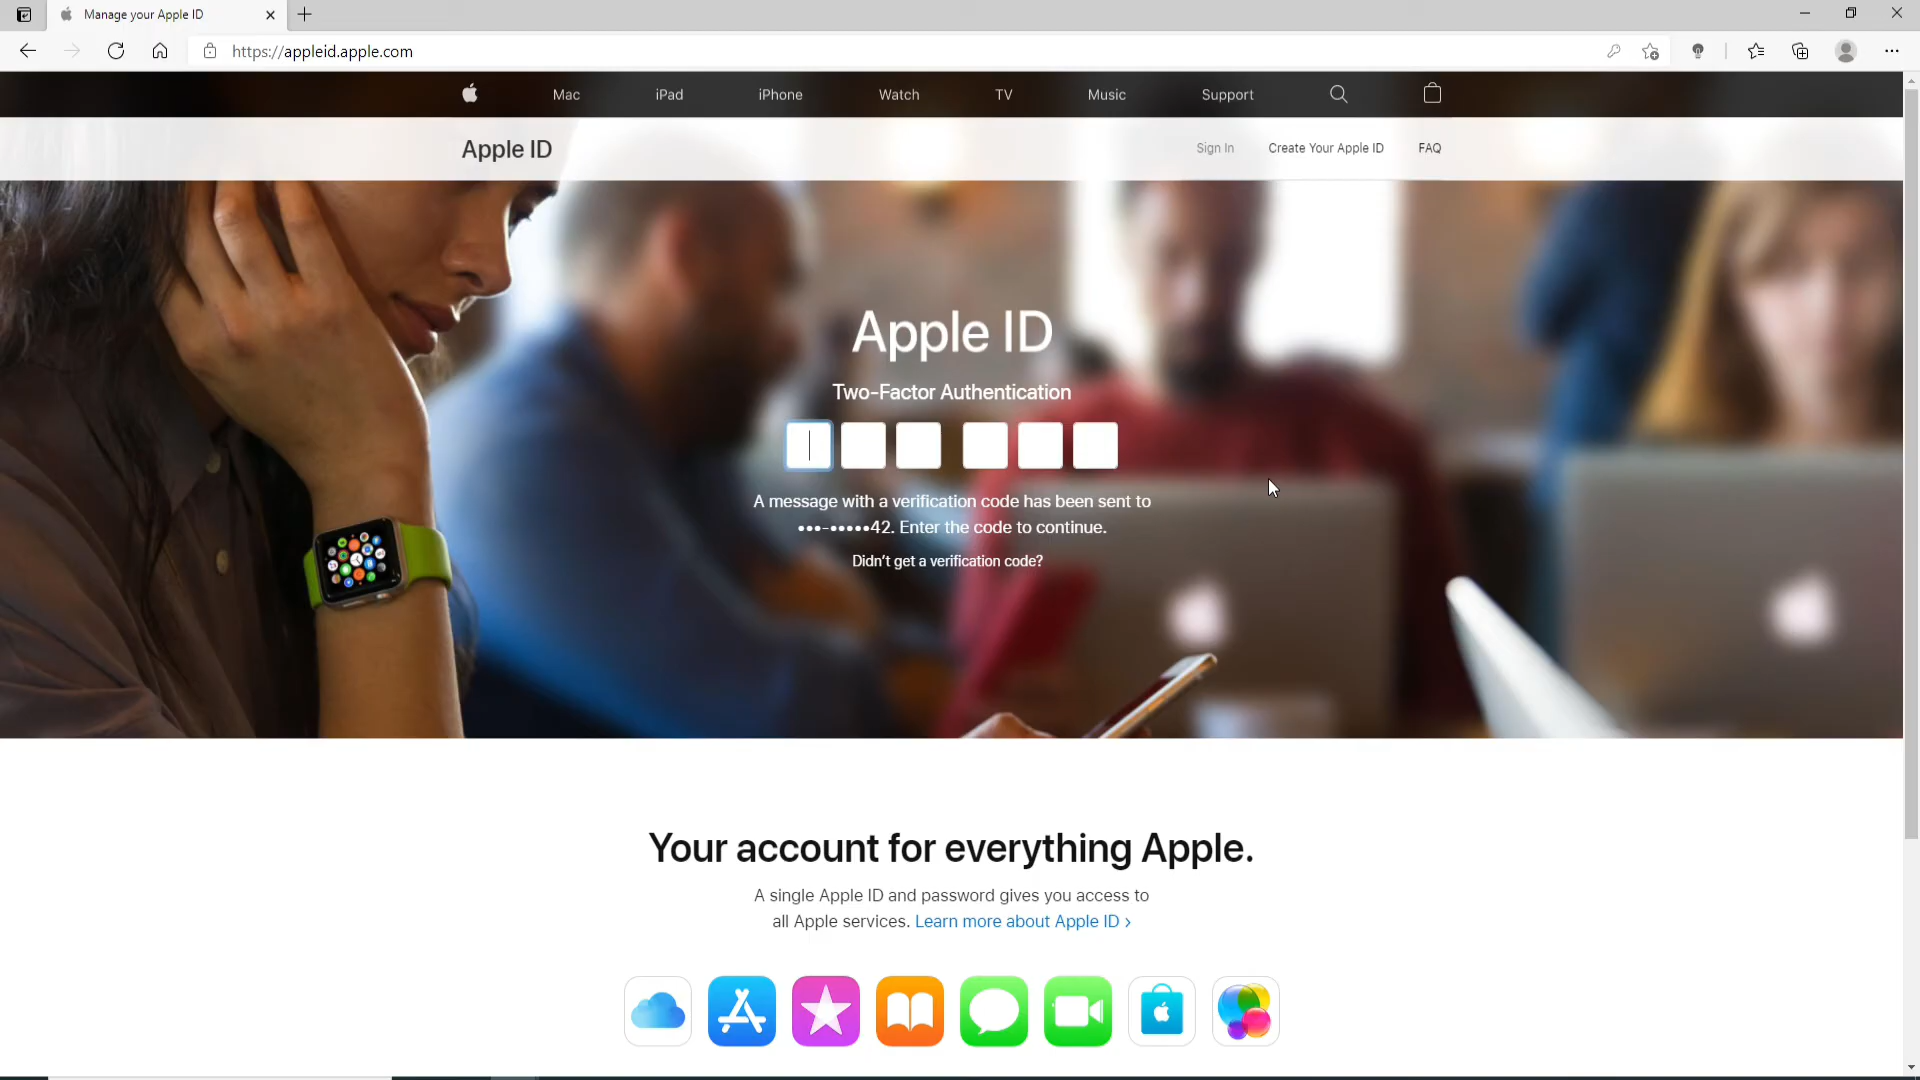 Manage your Apple ID
https://appleid.apple.com
Mac iPad iPhone Watch TV Music Support
Apple ID
Sign In Create Your Apple ID FAQ
Apple ID
Two-Factor Authentication
A message with a verification code has been sent to
•••-•••••42. Enter the code to continue.
Didn't get a verification code?
Your account for everything Apple.
A single Apple ID and password gives you access to
all Apple services. Learn more about Apple ID >